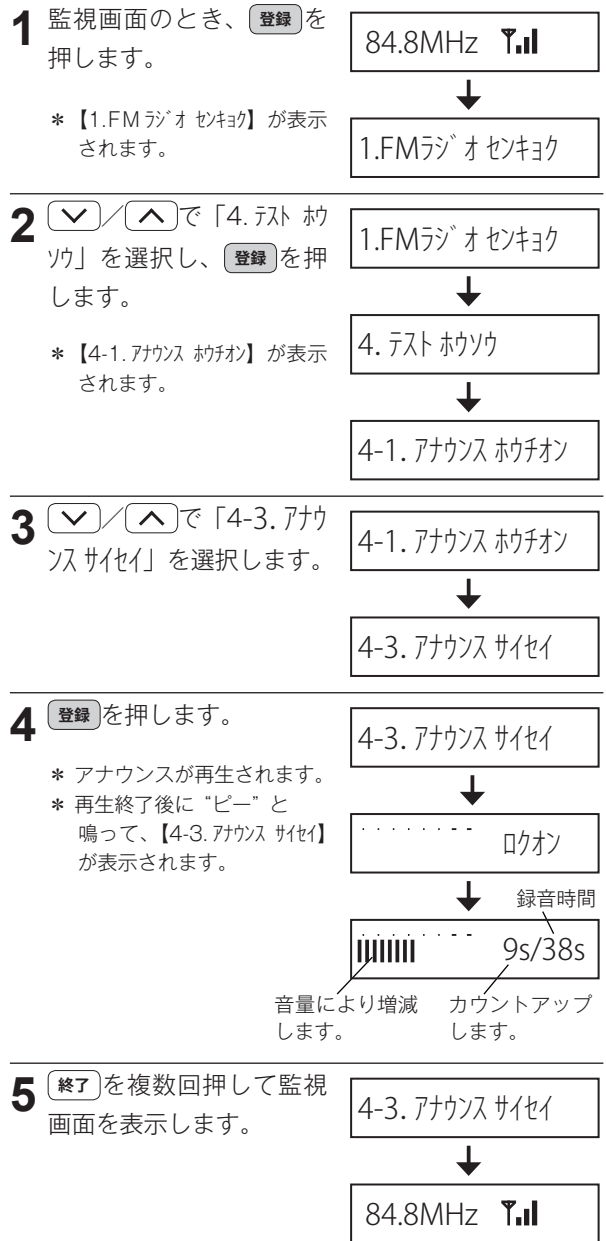 1 監視画面のとき、登録を
押します。
＊【1.FMﾗｼﾞｵ ｾﾝｷｮｸ】が表示
されます。
84.8MHz
1.FMﾗｼﾞｵ ｾﾝｷｮｸ
2 ／で「4.ﾃｽﾄ ﾎｳ
ｿｳ」を選択し、登録を押
します。
＊【4-1.ｱﾅｳﾝｽ ﾎｳﾁｵﾝ】が表示
されます。
1.FMﾗｼﾞｵ ｾﾝｷｮｸ
4. ﾃｽﾄ ﾎｳｿｳ
4-1. ｱﾅｳﾝｽ ﾎｳﾁｵﾝ
3 ／で「4-3.ｱﾅｳ
ﾝｽ ｻｲｾｲ」を選択します。
4-1. ｱﾅｳﾝｽ ﾎｳﾁｵﾝ
4-3. ｱﾅｳﾝｽ ｻｲｾｲ
4 登録を押します。
＊ アナウンスが再生されます。
＊ 再生終了後に“ピー”と
鳴って、【4-3.ｱﾅｳﾝｽ ｻｲｾｲ】
が表示されます。
4-3. ｱﾅｳﾝｽ ｻｲｾｲ
ﾛｸｵﾝ
録音時間
9s/38s
音量により増減
します。
カウントアップ
します。
5 終了を複数回押して監視
画面を表示します。
4-3. ｱﾅｳﾝｽ ｻｲｾｲ
84.8MHz